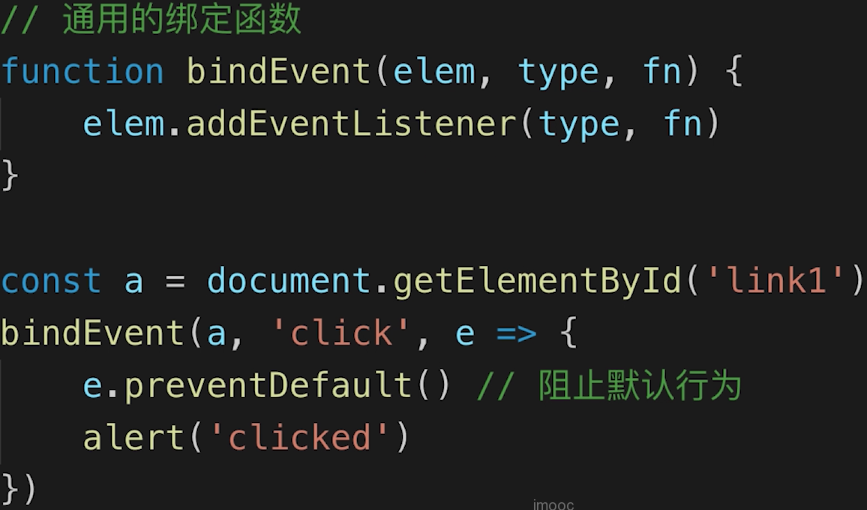 // 通用的绑定函数
function bindEvent(elem, type, fn) {
    elem.addEventListener(type, fn)
}

const a = document.getElementById('link1')
bindEvent(a, 'click', e => {
    e.preventDefault() // 阻止默认行为
    alert('clicked')
})
imooc